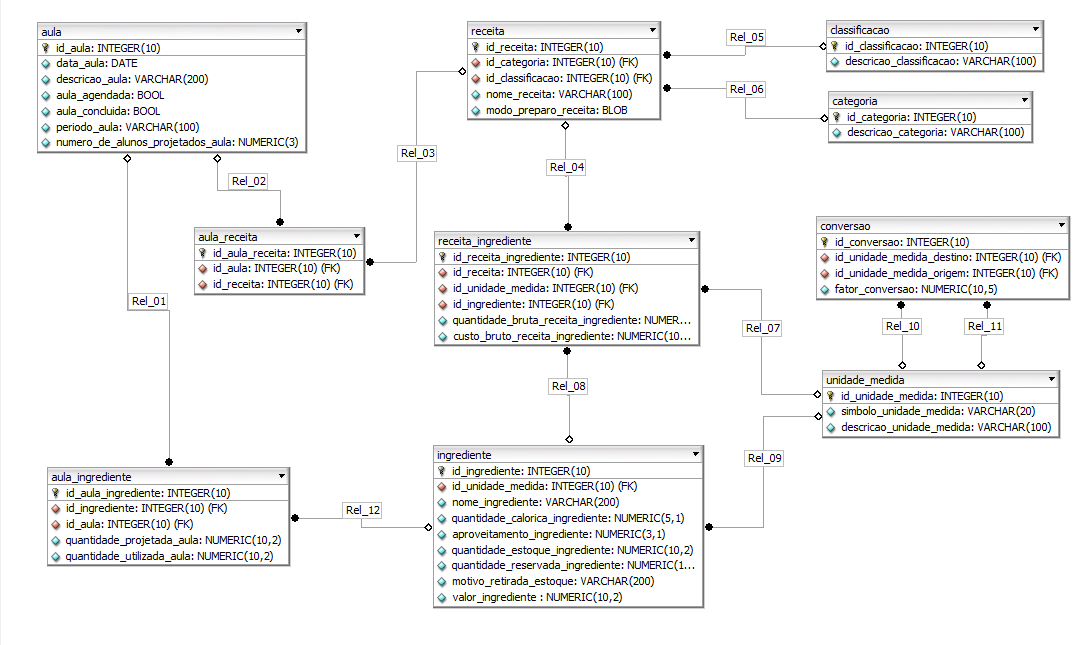 aula
id_aula: INTEGER(10)
data_aula: DATE
descricao_aula: VARCHAR(200)
aula_agendada: BOOL
aula_concluida: BOOL
periodo_aula: VARCHAR(100)
numero_de_alunos_projetados_aula: NUMERIC(3)
receita
id_receita: INTEGER(10)
id_categoria: INTEGER(10) (FK)
id_classificacao: INTEGER(10) (FK)
nome_receita: VARCHAR(100)
modo_preparo_receita: BLOB
Rel_05
classificacao
id_classificacao: INTEGER(10)
descricao_classificacao: VARCHAR(100)
Rel_06
categoria
id_categoria: INTEGER(10)
descricao_categoria: VARCHAR(100)
Rel_03
Rel_04
Rel_02
aula_receita
id_aula_receita: INTEGER(10)
id_aula: INTEGER(10) (FK)
id_receita: INTEGER(10) (FK)
receita_ingrediente
id_receita_ingrediente: INTEGER(10)
id_receita: INTEGER(10) (FK)
id_unidade_medida: INTEGER(10) (FK)
id_ingrediente: INTEGER(10) (FK)
quantidade_bruta_receita_ingrediente: NUMER...
custo_bruto_receita_ingrediente: NUMERIC(10...
conversao
id_conversao: INTEGER(10)
id_unidade_medida_destino: INTEGER(10) (FK)
id_unidade_medida_origem: INTEGER(10) (FK)
fator_conversao: NUMERIC(10,5)
Rel_01
Rel_07
Rel_10
Rel_11
unidade_medida
id_unidade_medida: INTEGER(10)
simbolo_unidade_medida: VARCHAR(20)
descricao_unidade_medida: VARCHAR(100)
Rel_08
Rel_09
aula_ingrediente
id_aula_ingrediente: INTEGER(10)
id_ingrediente: INTEGER(10) (FK)
id_aula: INTEGER(10) (FK)
quantidade_projetada_aula: NUMERIC(10,2)
quantidade_utilizada_aula: NUMERIC(10,2)
Rel_12
ingrediente
id_ingrediente: INTEGER(10)
id_unidade_medida: INTEGER(10) (FK)
nome_ingrediente: VARCHAR(200)
quantidade_calorica_ingrediente: NUMERIC(5,1)
aproveitamento_ingrediente: NUMERIC(3,1)
quantidade_estoque_ingrediente: NUMERIC(10,2)
quantidade_reservada_ingrediente: NUMERIC(1...
motivo_retirada_estoque: VARCHAR(200)
valor_ingrediente : NUMERIC(10,2)